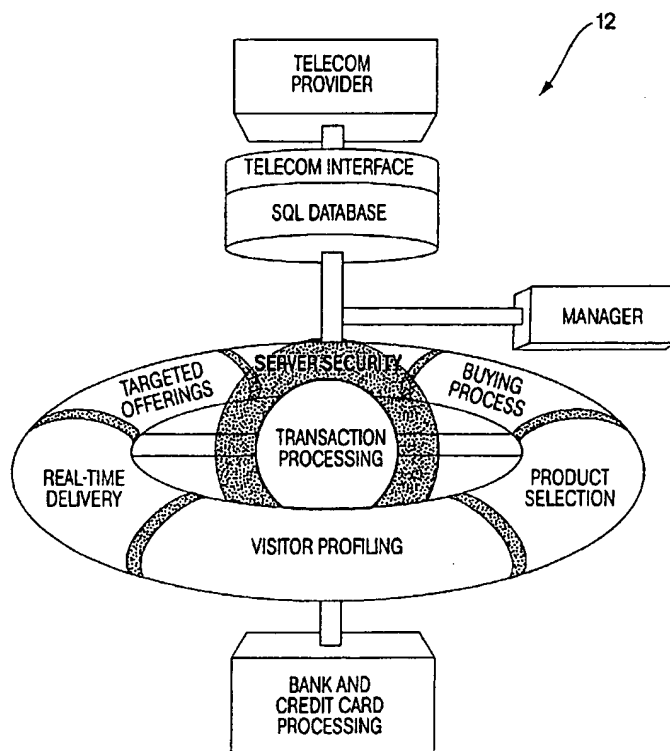 12
TELECOM
PROVIDER
TELECOM INTERFACE
SQL DATABASE
MANAGER
SERVER SECURITY
TARGETED
OFFERINGS
BUYING
PROCESS
TRANSACTION
PROCESSING
REAL-TIME
DELIVERY
PRODUCT
SELECTION
VISITOR PROFILING
BANK AND
CREDIT CARD
PROCESSING